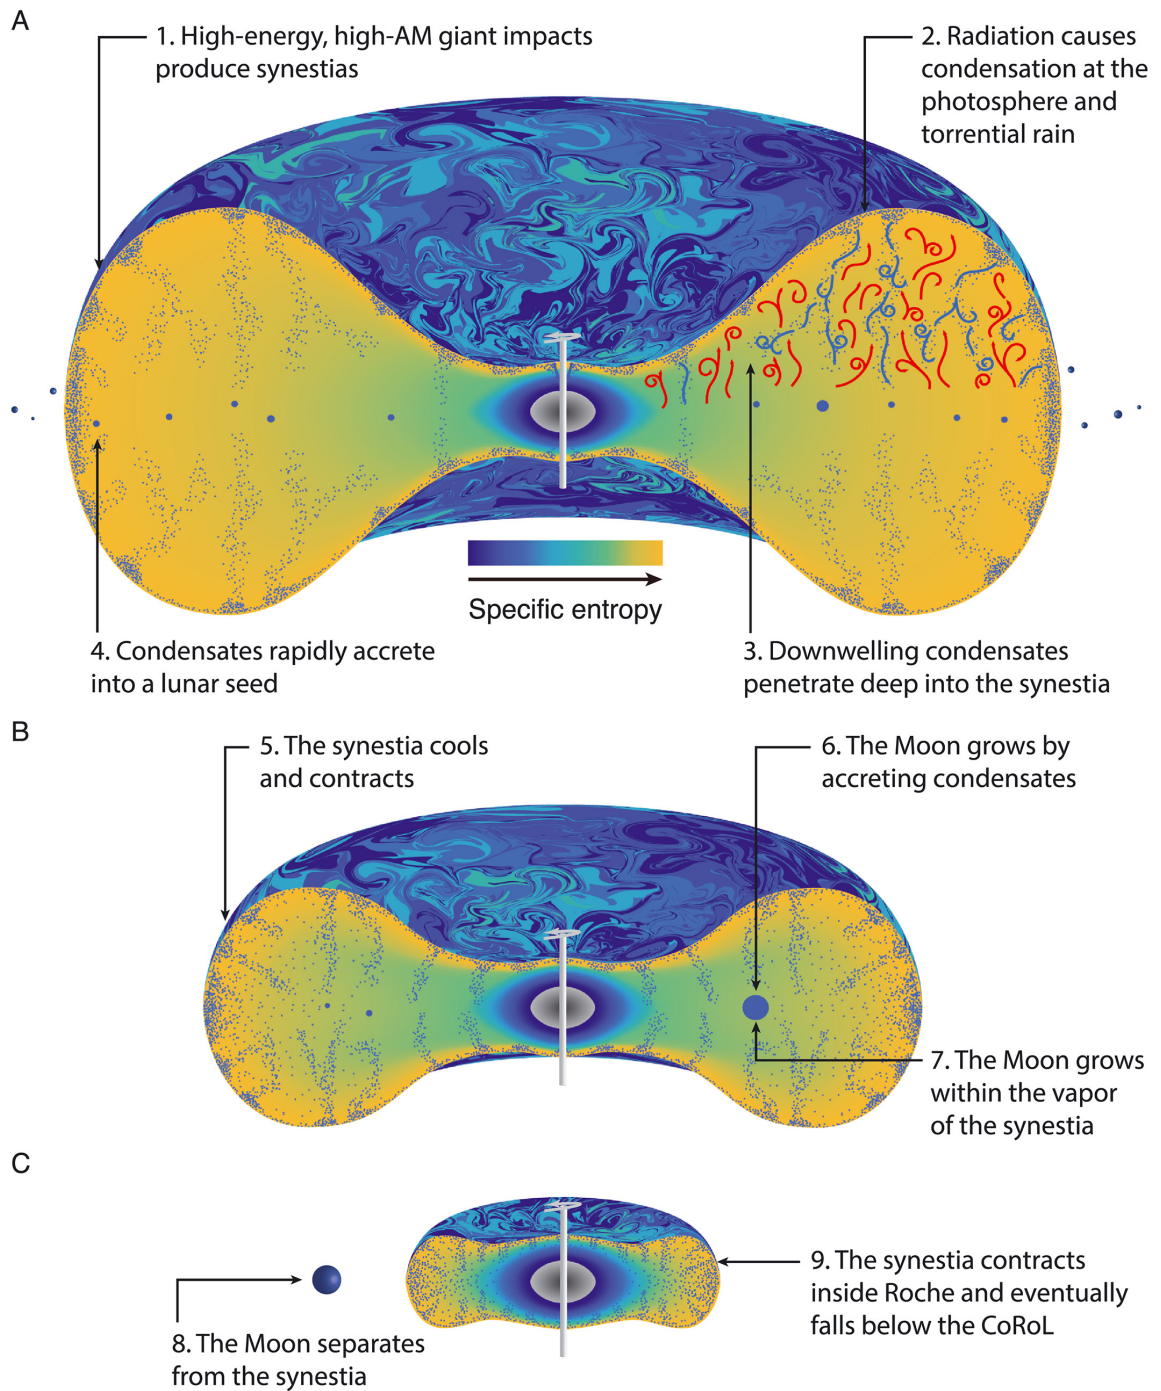 A
1. High-energy, high-AM giant impacts
produce synestias
2. Radiation causes
condensation at the
photosphere and
torrential rain
Specific entropy
4. Condensates rapidly accrete
into a lunar seed
3. Downwelling condensates
penetrate deep into the synestia
B
5. The synestia cools
and contracts
6. The Moon grows by
accreting condensates
7. The Moon grows
within the vapor
of the synestia
C
8. The Moon separates
from the synestia
9. The synestia contracts
inside Roche and eventually
falls below the CoRoL